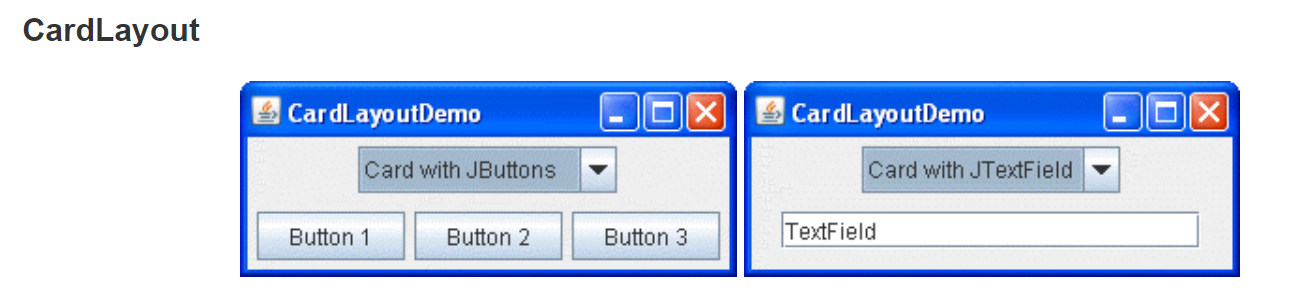 CardLayout
CardLayoutDemo
Card with JButtons
Button 1 Button 2 Button 3
CardLayoutDemo
Card with JTextField
TextField